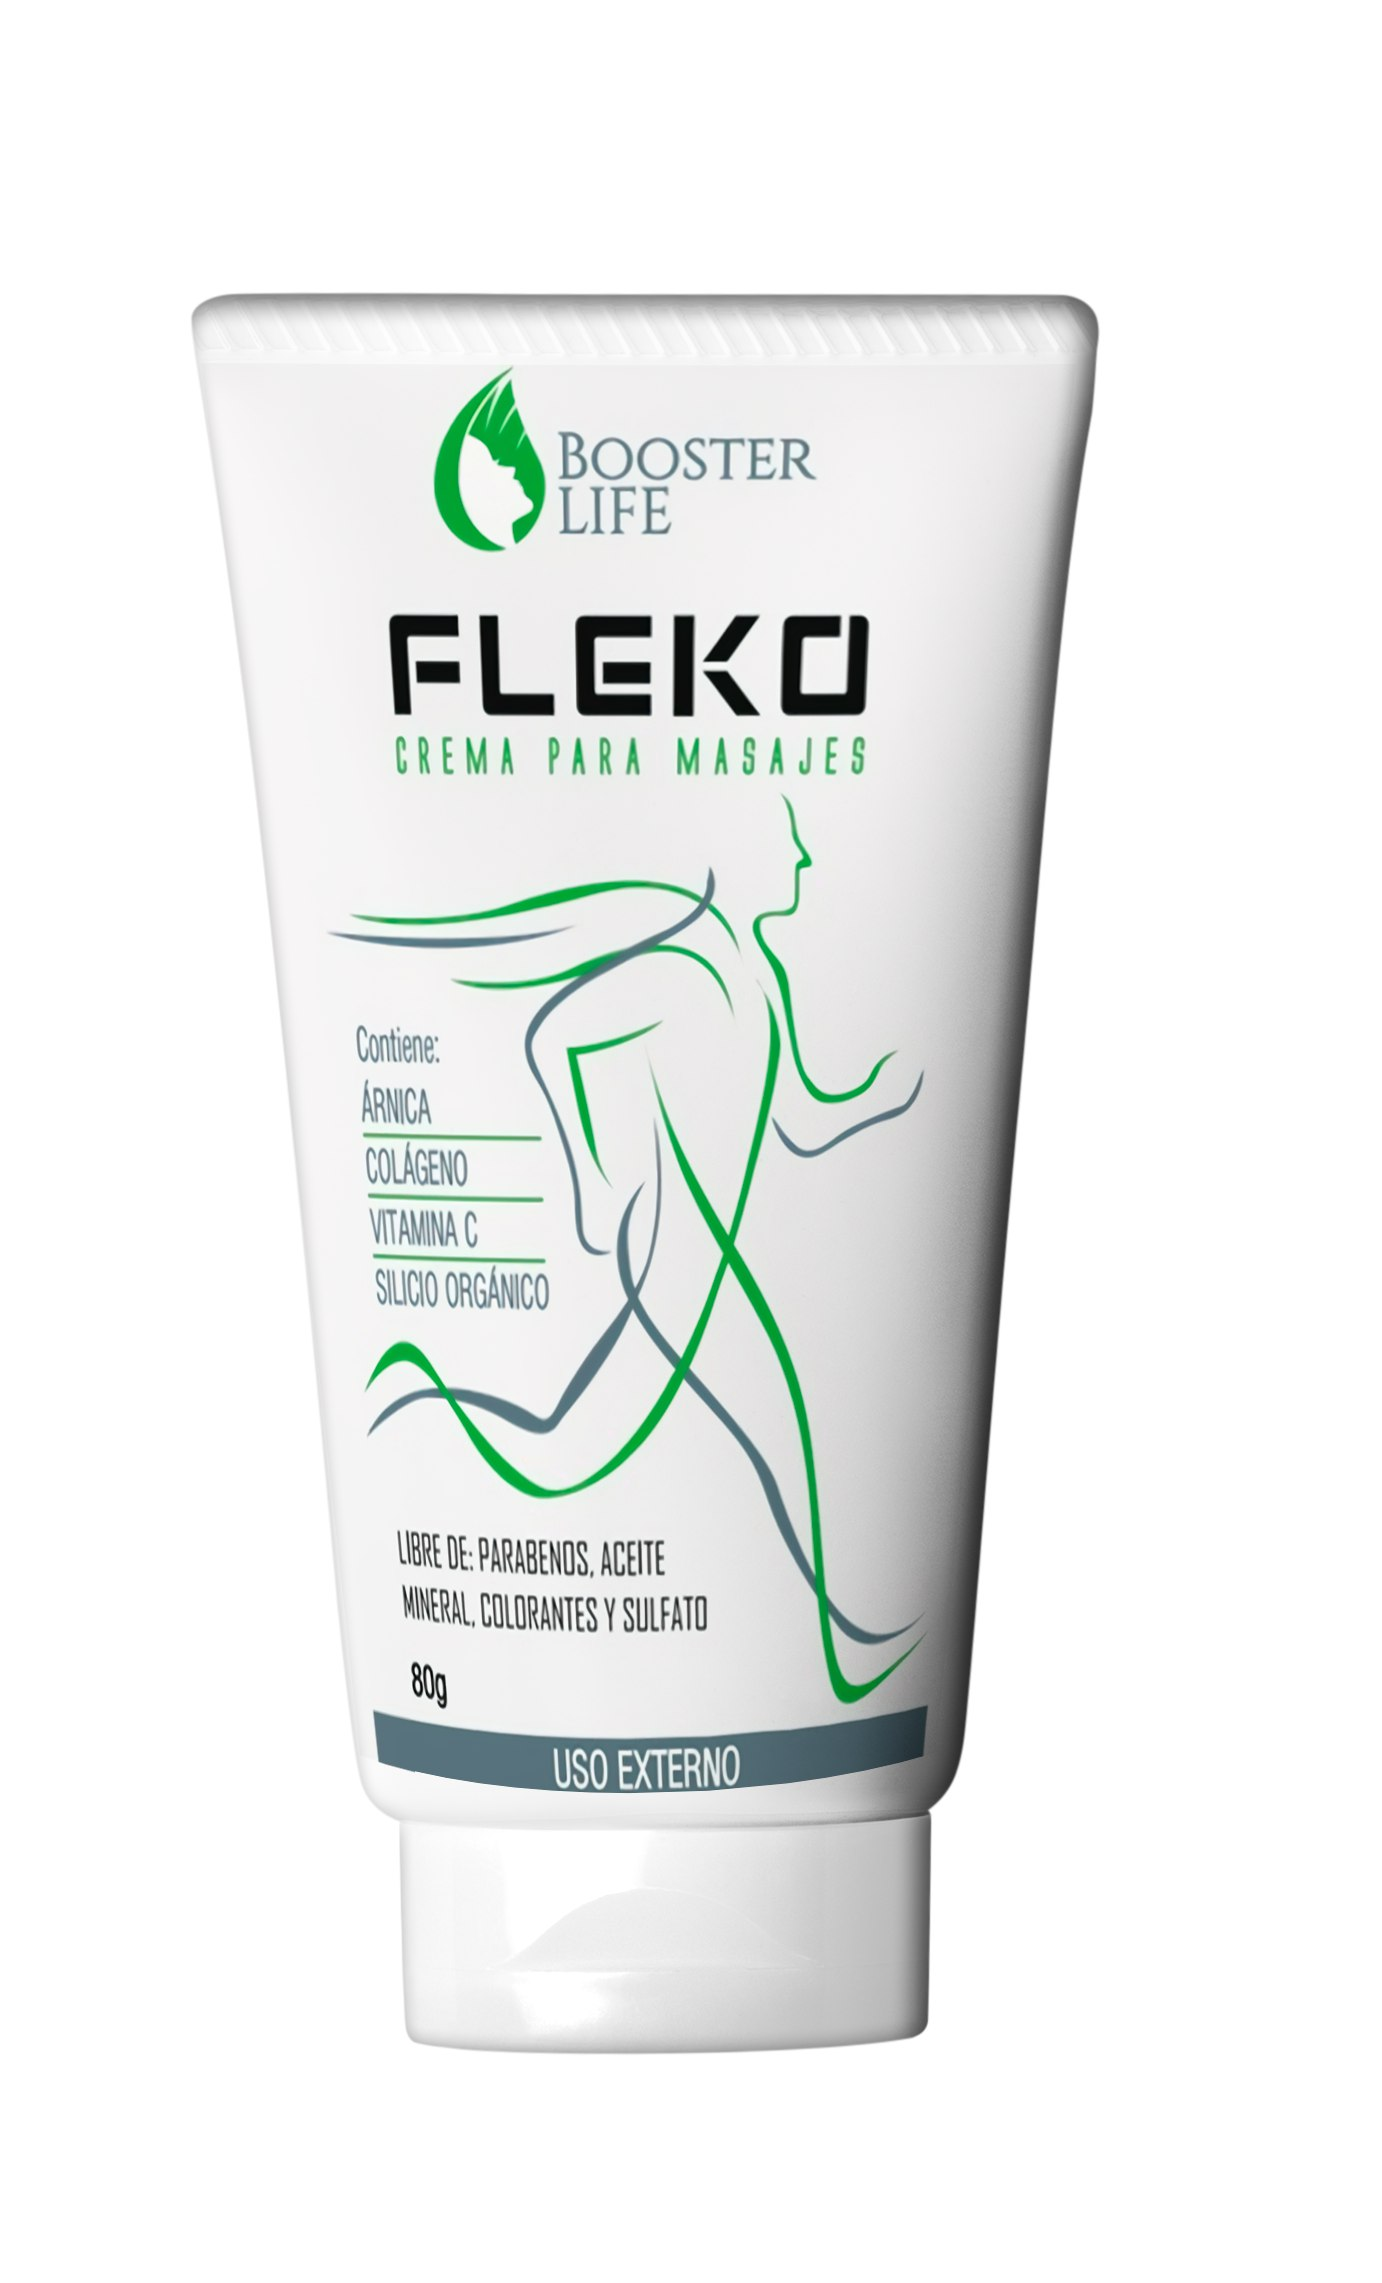 BOOSTER
LIFE
FLEKO
CREMA PARA MASAJES
Contiene:
ÁRNICA
COLÁGENO
VITAMINA C
SILICIO ORGÁNICO
LIBRE DE: PARABENOS, ACEITE
MINERAL, COLORANTES Y SULFATO
80g
USO EXTERNO